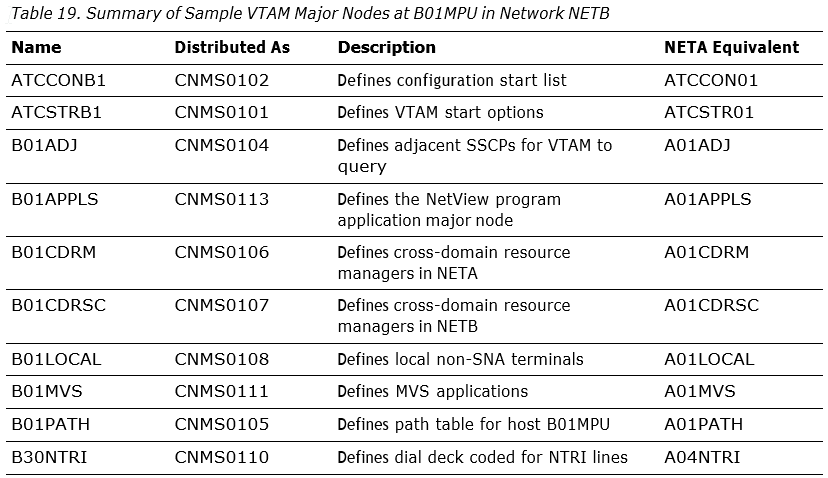 Table 19. Summary of Sample VTAM Major Nodes at B01MPU in Network NETB
Name Distributed As Description NETA Equivalent
ATCCONB1 CNMS0102 Defines configuration start list ATCCON01
ATCSTRB1 CNMS0101 Defines VTAM start options ATCSTR01
B01ADJ CNMS0104 Defines adjacent SSCPs for VTAM to A01ADJ
query
B01APPLS CNMS0113 Defines the NetView program A01APPLS
application major node
B01CDRM CNMS0106 Defines cross-domain resource A01CDRM
managers in NETA
B01CDRSC CNMS0107 Defines cross-domain resource A01CDRSC
managers in NETB
B01LOCAL CNMS0108 Defines local non-SNA terminals A01LOCAL
B01MVS CNMS0111 Defines MVS applications A01MVS
B01PATH CNMS0105 Defines path table for host B01MPU A01PATH
B30NTRI CNMS0110 Defines dial deck coded for NTRI lines A04NTRI